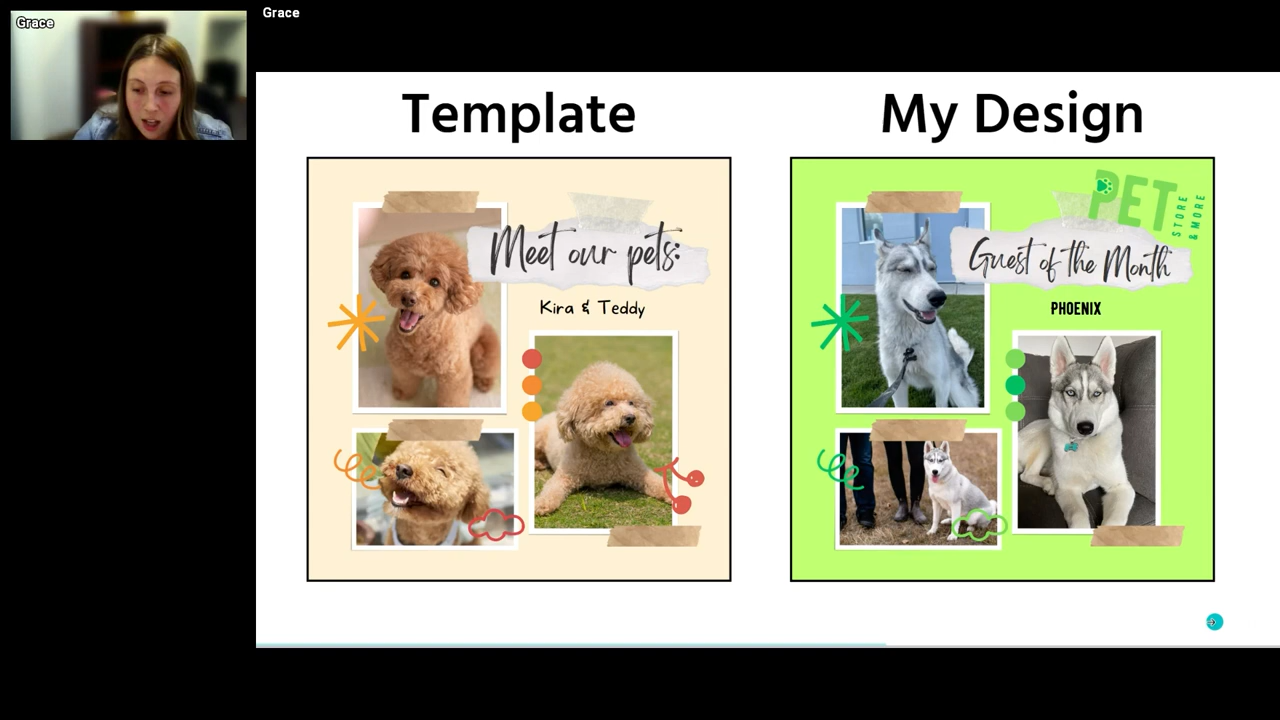 Grace
Grace
Template
My Design
Meet our pets:
Kira & Teddy
PET
STORE
& MORE
Guest of the Month
PHOENIX